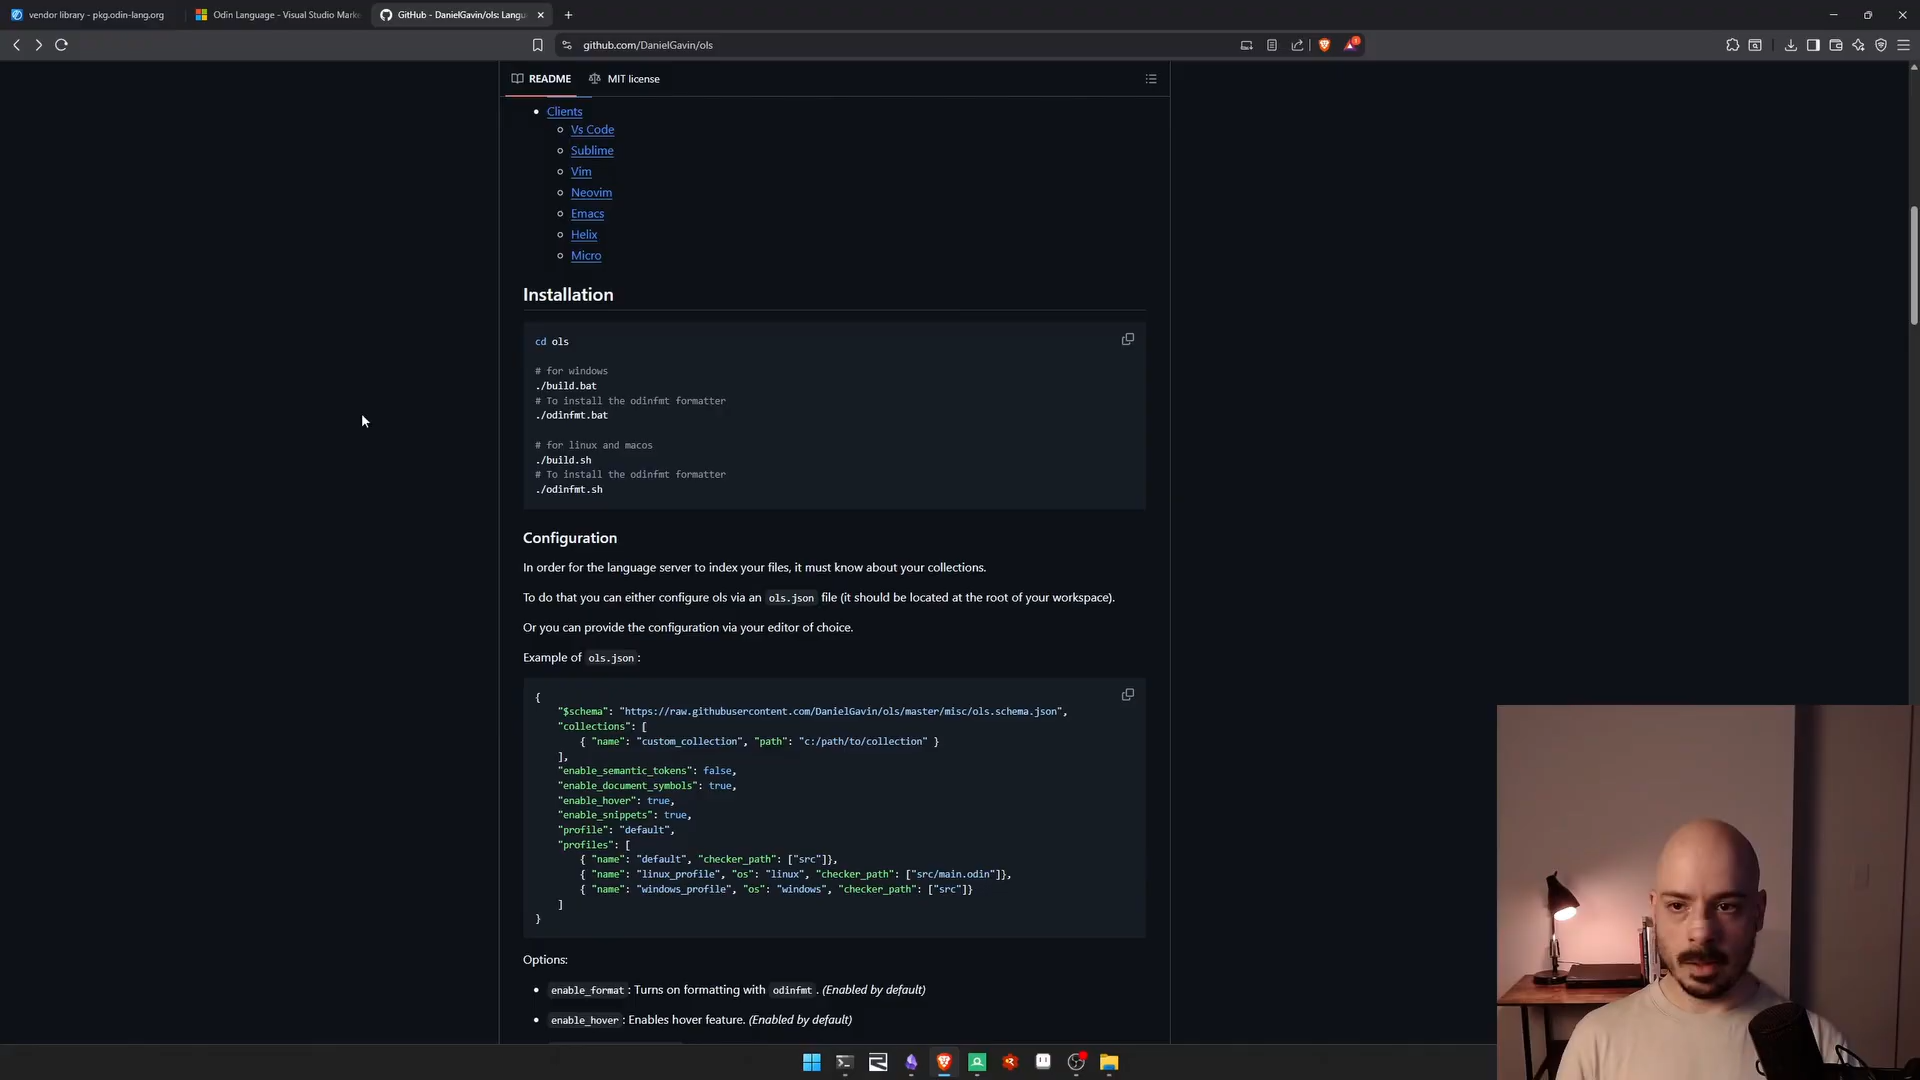 vendor library - pkg.odin-lang.org
Odin Language - Visual Studio Mark
GitHub - DanielGavin/ols: Langu
github.com/DanielGavin/ols
README
MIT license
Clients
Vs Code
Sublime
Vim
Neovim
Emacs
Helix
Micro
Installation
cd ols
# for windows
./build.bat
# To install the odinfmt formatter
./odinfmt.bat
# for linux and macos
./build.sh
# To install the odinfmt formatter
./odinfmt.sh
Configuration
In order for the language server to index your files, it must know about your collections.
To do that you can either configure ols via an ols.json file (it should be located at the root of your workspace).
Or you can provide the configuration via your editor of choice.
Example of ols.json:
{
"$schema": "https://raw.githubusercontent.com/DanielGavin/ols/master/misc/ols.schema.json",
"collections": [
{ "name": "custom_collection", "path": "c:/path/to/collection" }
],
"enable_semantic_tokens": false,
"enable_document_symbols": true,
"enable_hover": true,
"enable_snippets": true,
"profile": "default",
"profiles": [
{ "name": "default", "checker_path": ["src"]},
{ "name": "linux_profile", "os": "linux", "checker_path": ["src/main.odin"]},
{ "name": "windows_profile", "os": "windows", "checker_path": ["src"]}
]
}
Options:
enable_format: Turns on formatting with odinfmt. (Enabled by default)
enable_hover: Enables hover feature. (Enabled by default)